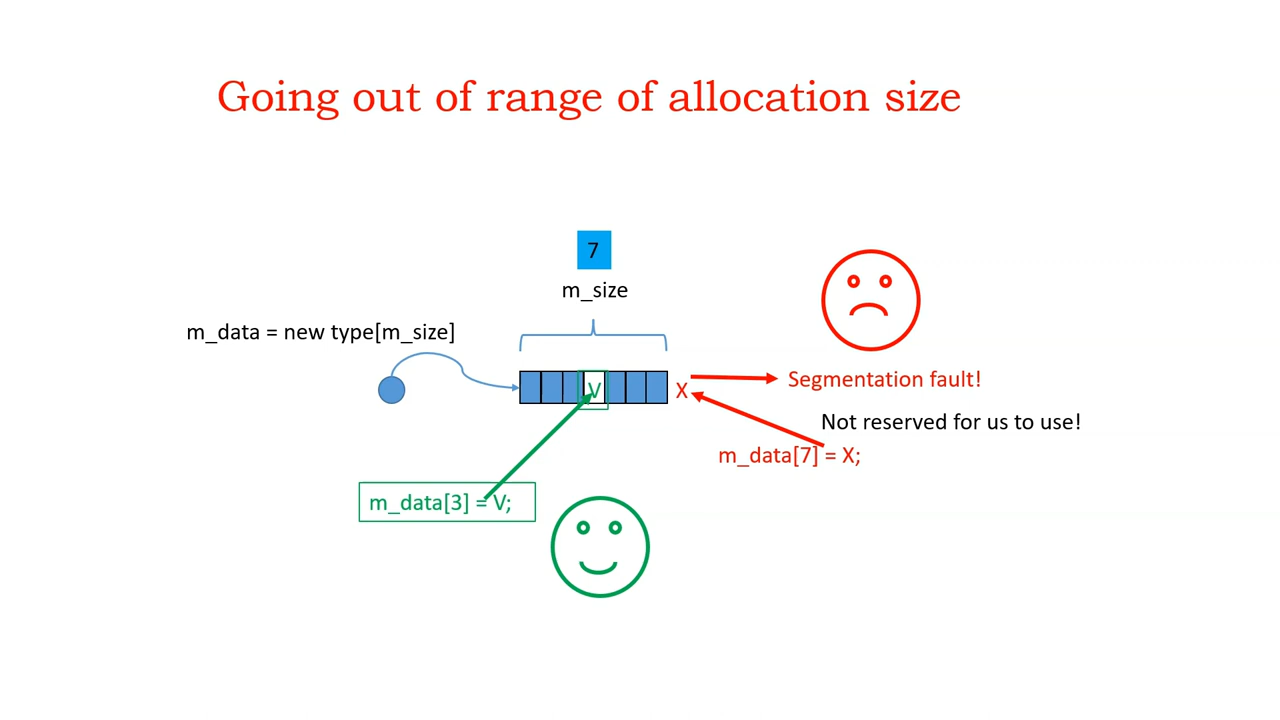 Going out of range of allocation size
7
m_size
m_data = new type[m_size]
V
X
Segmentation fault!
Not reserved for us to use!
m_data[7] = X;
m_data[3] = V;